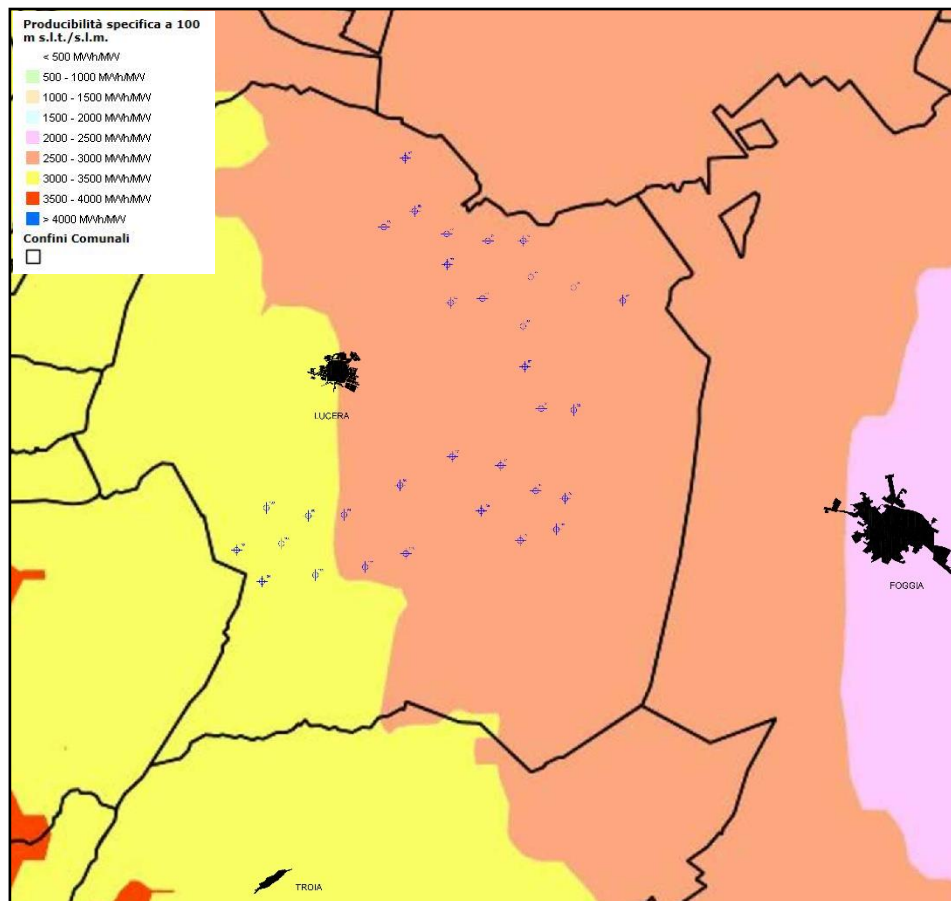 Producibilità specifica a 100
m s.l.t./s.l.m.
< 500 MWh/MW
500 - 1000 MWh/MW
1000 - 1500 MWh/MW
1500 - 2000 MWh/MW
2000 - 2500 MWh/MW
2500 - 3000 MWh/MW
3000 - 3500 MWh/MW
3500 - 4000 MWh/MW
> 4000 MWh/MW
Confini Comunali
LUCERA
FOGGIA
TROIA